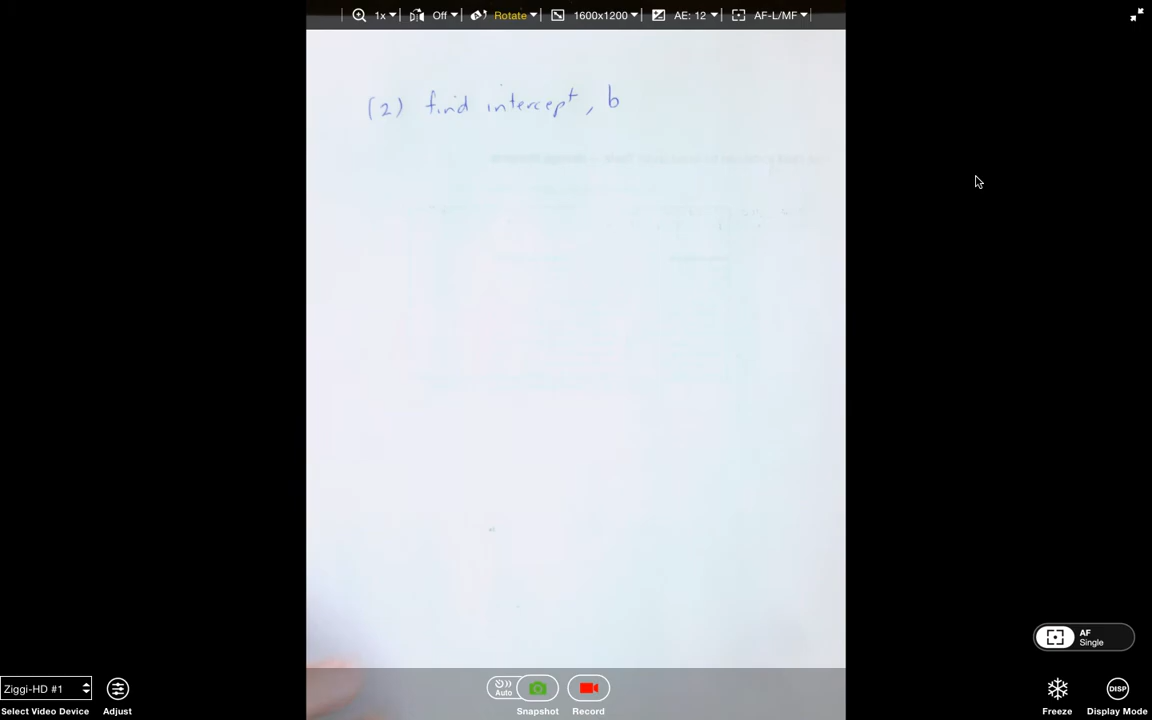 1x Off Rotate 1600x1200 AE: 12 AF-L/MF
(2) find intercept, b
AF
Single
Ziggi-HD #1
Auto
Select Video Device Adjust Snapshot Record Freeze DISP Display Mode